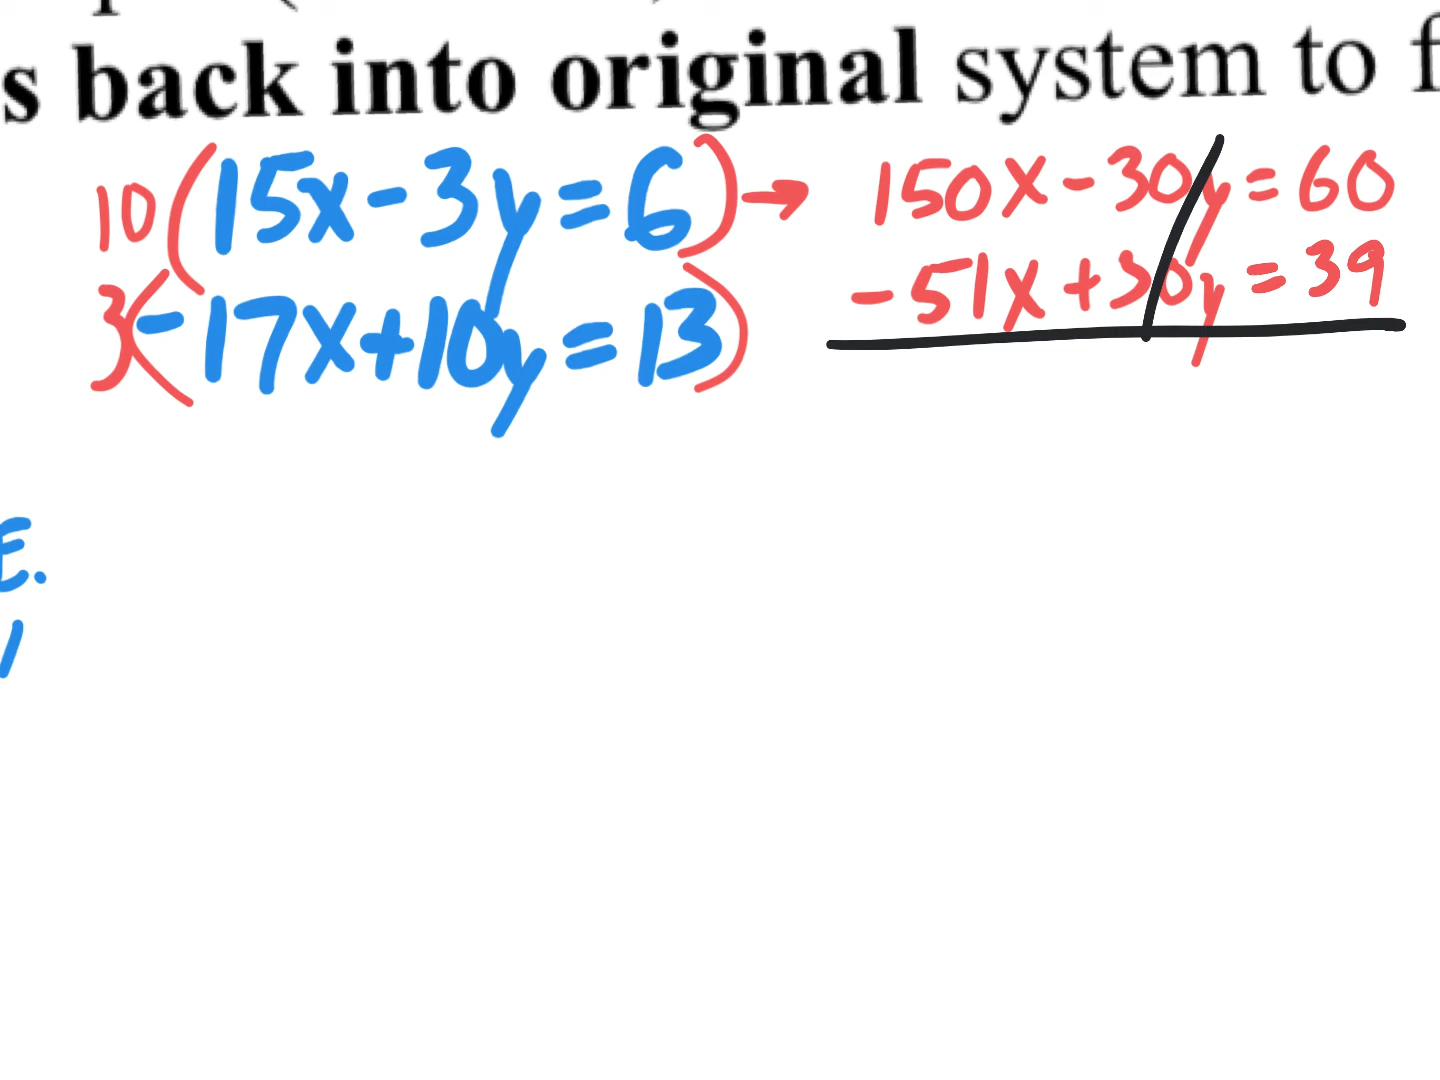 s back into original system to f
10(15x-3y=6) → 150x-30y=60
3(-17x+10y=13) -51x+30y=39
E.